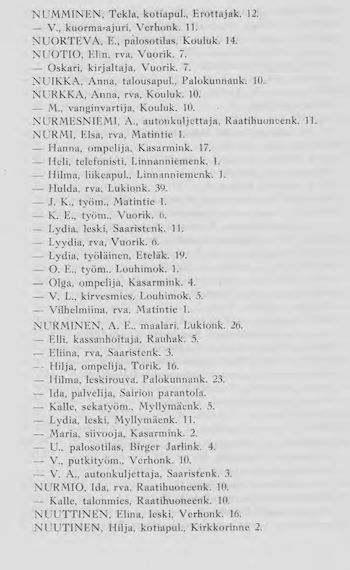 NUMMINEN, Tekla, kotiapul., Erottajak. 12.
— V., kuorma-ajuri, Verhonk. 11.
NUORTEVA, E., palosotilas, Kouluk. 14.
NUOTIO, Elin, rva, Vuorik. 7.
— Oskari, kirjaltaja, Vuorik. 7.
NUIKKA, Anna, talousapul., Palokunnank. 10.
NURKKA, Anna, rva, Kouluk. 10.
— M., vanginvartija, Kouluk. 10.
NURMESNIEMI, A., autonkuljettaja, Raatihuoneenk. 11.
NURMI, Elsa, rva, Matintie 1.
— Hanna, ompelija, Kasarmink. 17.
— Heli, telefonisti, Linnanniemenk. 1.
— Hilma, liikeapul., Linnanniemenk. 1.
— Hulda, rva, Lukionk. 39.
— J. K., työm., Matintie 1.
— K. E., työm., Vuorik. 6.
— Lydia, leski, Saaristenk. 11.
— Lyydia, rva, Vuorik. 6.
— Lydia, työläinen, Eteläk. 19.
— O. E., työm., Louhimok. 1.
— Olga, ompelija, Kasarmink. 4.
— V. L., kirvesmies, Louhimok. 5.
— Vilhelmiina, rva, Matintie 1.
NURMINEN, A. E., maalari, Lukionk. 26.
— Elli, kassanhoitaja, Rauhak. 5.
— Eliina, rva, Saaristenk. 3.
— Hilja, ompelija, Torik. 16.
— Hilma, leskirouva, Palokunnank. 23.
— Ida, palvelija, Sairion parantola.
— Kalle, sekatyöm., Myllymäenk. 5.
— Lydia, leski, Myllymäenk. 11.
— Maria, siivooja, Kasarmink. 2.
— U., palosotilas, Birger Jarlink. 4.
— V., putkityöm., Verhonk. 10.
— V. A., autonkuljettaja, Saaristenk. 3.
NURMIO, Ida, rva, Raatihuoneenk. 10.
— Kalle, talonmies, Raatihuoneenk. 10.
NUUTTINEN, Elina, leski, Verhonk. 16.
NUUTINEN, Hilja, kotiapul., Kirkkorinne 2.